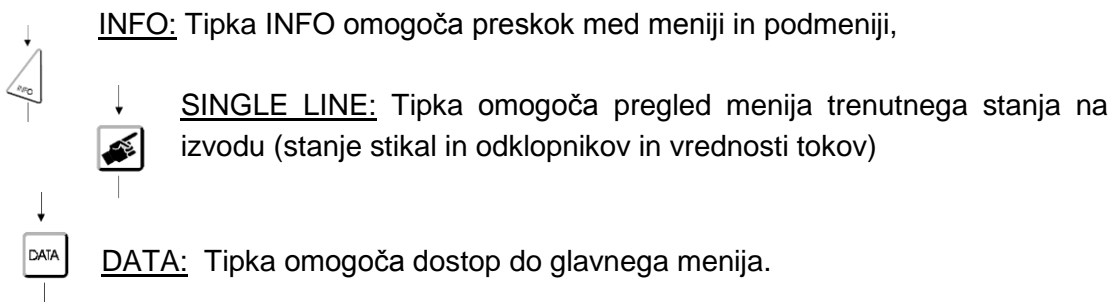 INFO: Tipka INFO omogoča preskok med meniji in podmeniji,
INFO
SINGLE LINE: Tipka omogoča pregled menija trenutnega stanja na
izvodu (stanje stikal in odklopnikov in vrednosti tokov)
DATA
DATA: Tipka omogoča dostop do glavnega menija.